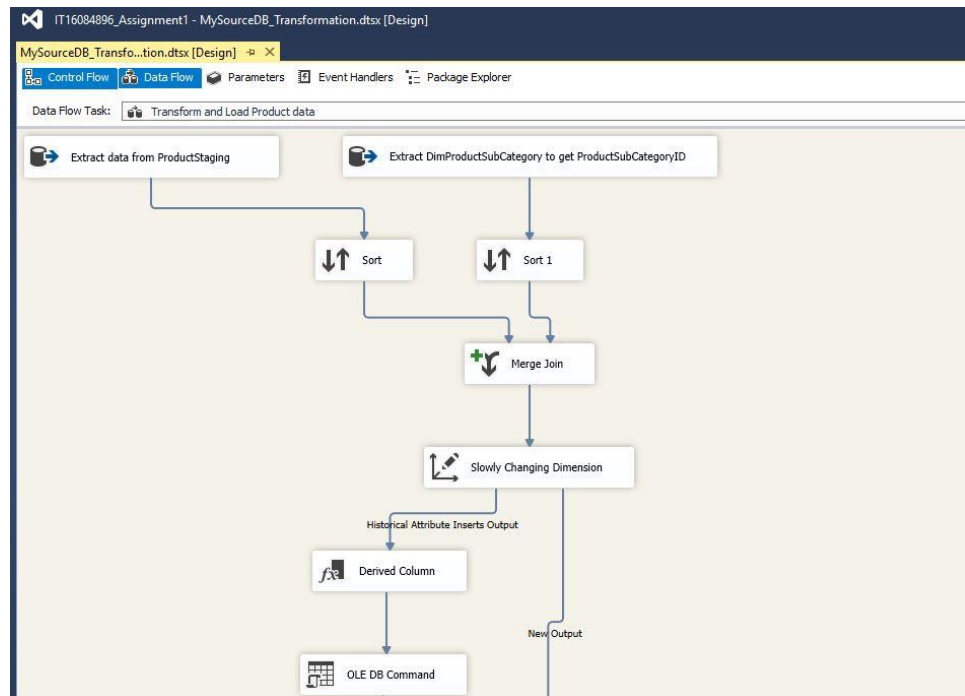 IT16084896_Assignment1 - MySourceDB_Transformation.dtsx [Design]
MySourceDB_Transfo...tion.dtsx [Design]
Control Flow Data Flow Parameters Event Handlers Package Explorer
Data Flow Task: Transform and Load Product data
Extract data from ProductStaging
Extract DimProductSubCategory to get ProductSubCategoryID
Sort
Sort 1
Merge Join
Slowly Changing Dimension
Historical Attribute Inserts Output
Derived Column
New Output
OLE DB Command